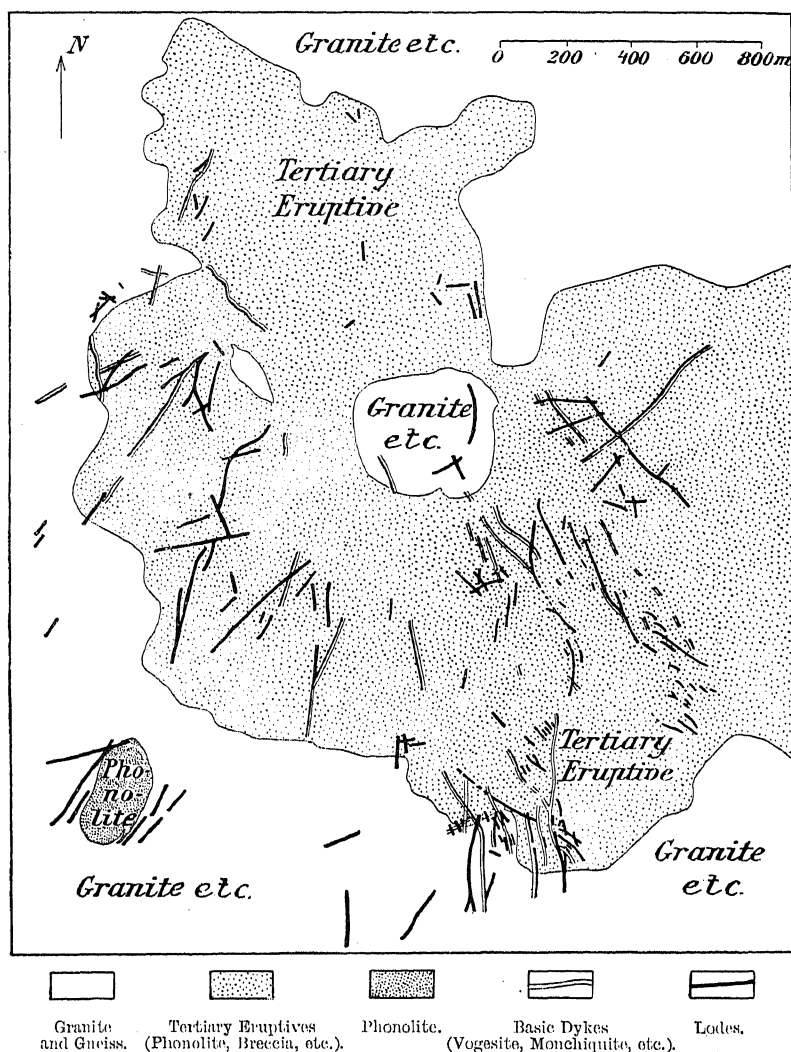 N
Granite etc.
0 200 400 600 800m
Tertiary
Eruptive
Granite
etc.
Tertiary
Eruptive
Pho-
no-
lite
Granite etc.
Granite
etc.
Granite
and Gneiss.
Tertiary Eruptives
(Phonolite, Breccia, etc.).
Phonolite.
Basic Dykes
(Vogesite, Monchiquite, etc.).
Lodes.